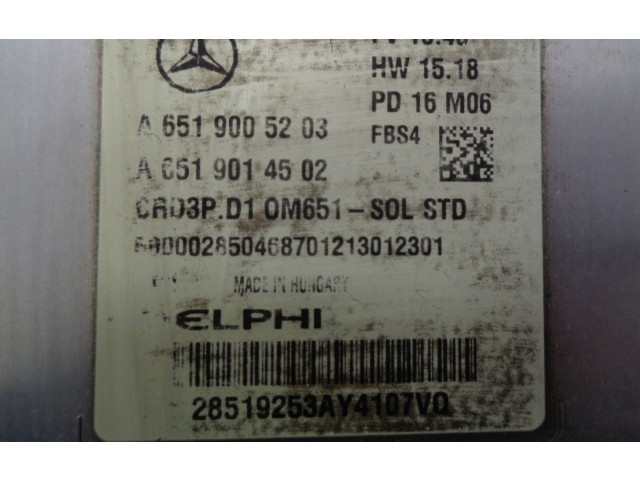 HW 15.18
PD 16 M06
A 651 900 52 03
FBS4
A 651 901 45 02
CRD3P.D1 OM651-SOL STD
MADE IN HUNGARY
ELPHI
28519253AY4107VQ